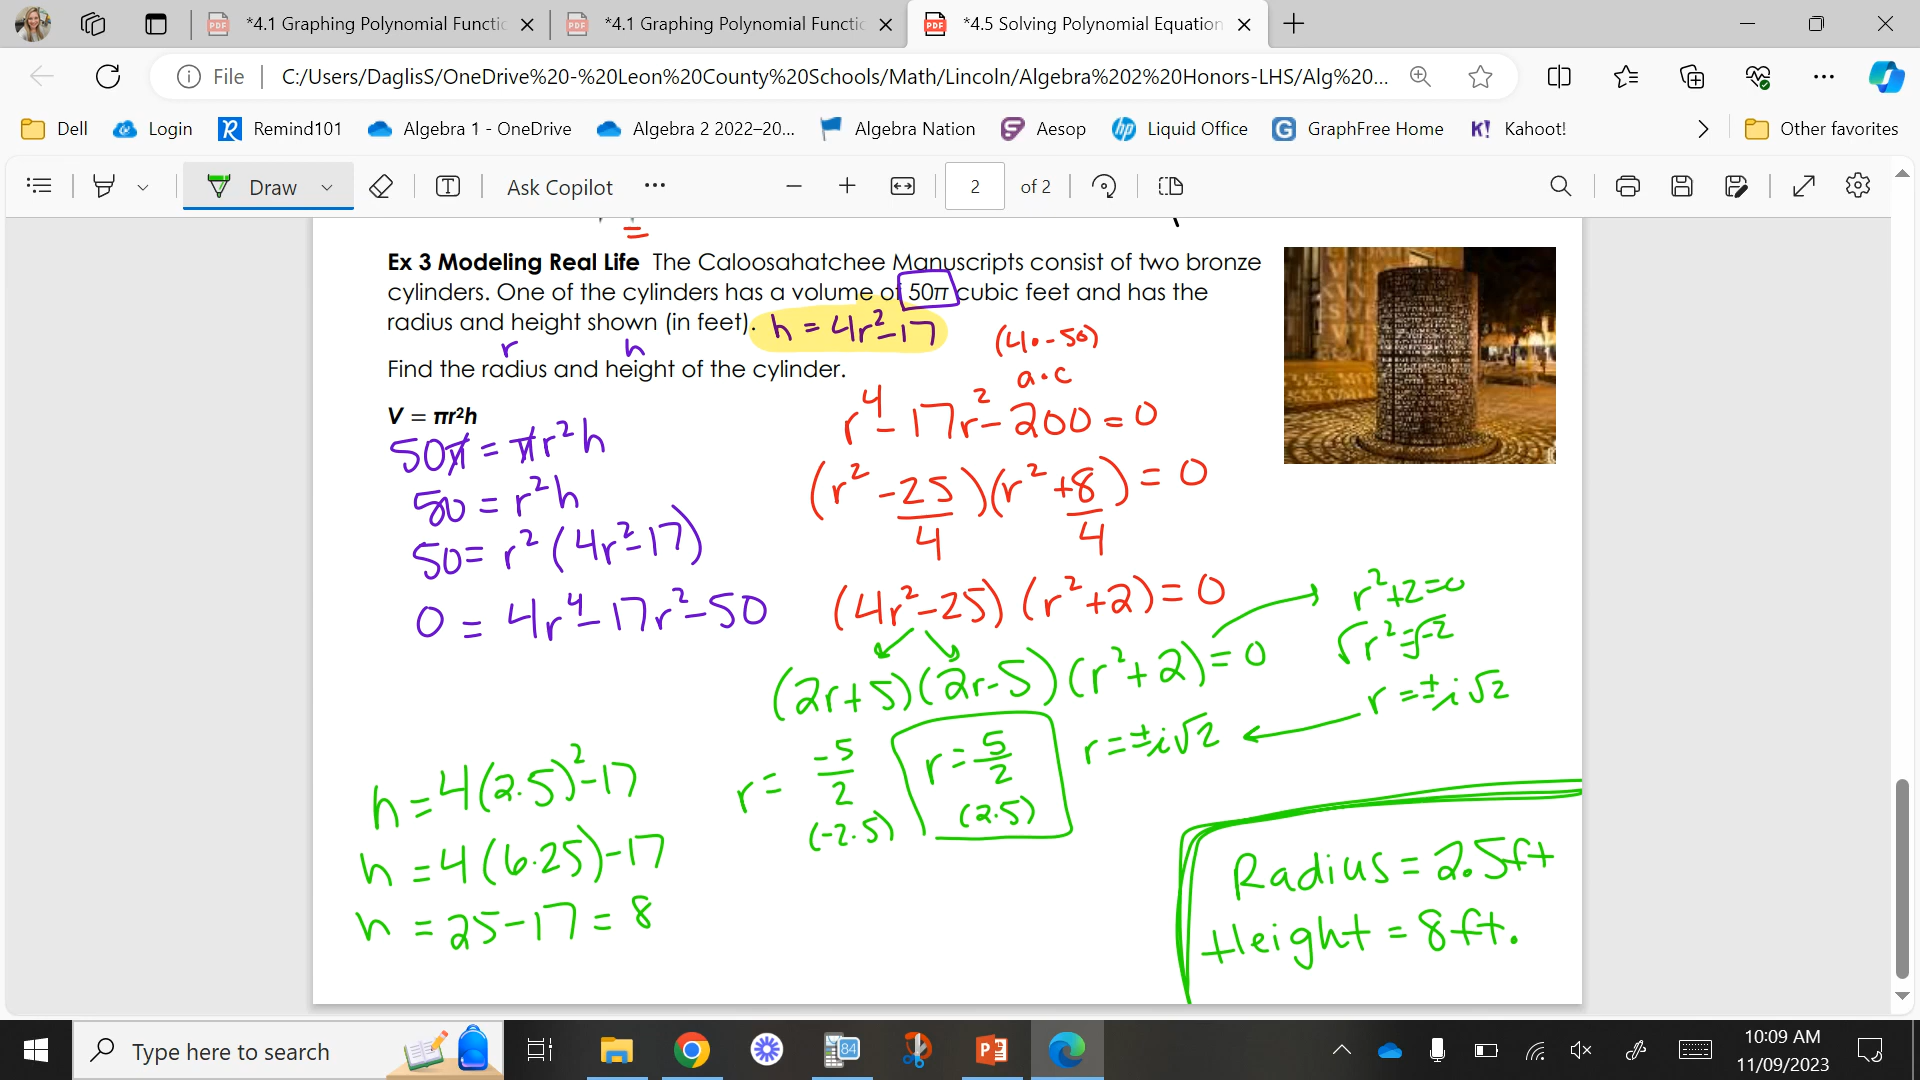 *4.1 Graphing Polynomial Functic
*4.1 Graphing Polynomial Functic
*4.5 Solving Polynomial Equation
File
C:/Users/DaglisS/OneDrive%20-%20Leon%20County%20Schools/Math/Lincoln/Algebra%202%20Honors-LHS/Alg%20...
Dell
Login
Remind101
Algebra 1 - OneDrive
Algebra 2 2022–20...
Algebra Nation
Aesop
Liquid Office
GraphFree Home
Kahoot!
Other favorites
Draw
Ask Copilot
2 of 2
Ex 3 Modeling Real Life The Caloosahatchee Manuscripts consist of two bronze
cylinders. One of the cylinders has a volume of 50π cubic feet and has the
radius and height shown (in feet). h = 4r²-17
r h
(4·-50)
Find the radius and height of the cylinder.
a·c
V = πr²h
50π = πr²h
50 = r²h
50 = r²(4r²-17)
0 = 4r⁴-17r²-50
r⁴-17r²-200=0
(r²-25/4)(r²+8/4)=0
(4r²-25)(r²+2)=0
(2r+5)(2r-5)(r²+2)=0
r²+2=0
√r²=√-2
r=±i√2
r= -5/2
(-2.5)
r=5/2
(2.5)
r=±i√2
h=4(2.5)²-17
h=4(6.25)-17
h=25-17=8
Radius=2.5ft
Height=8ft.
Type here to search
84
10:09 AM
11/09/2023